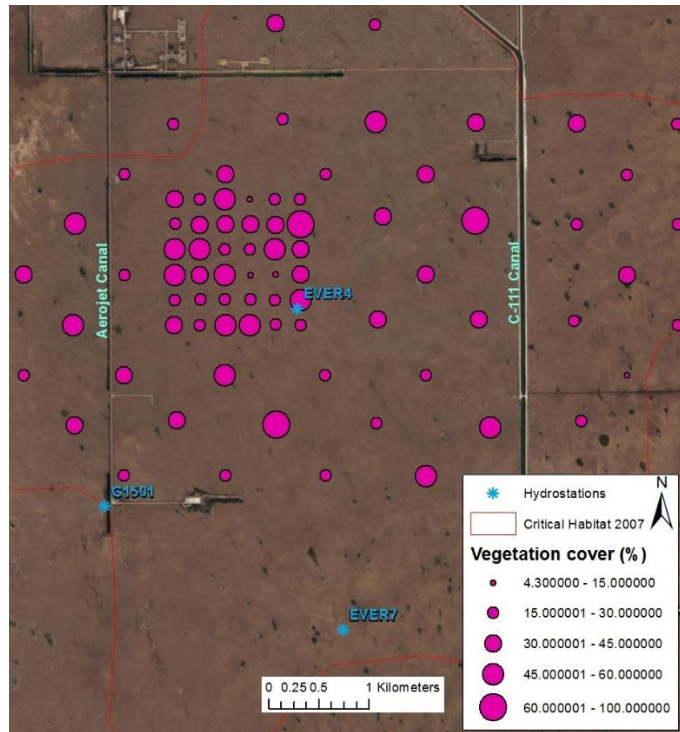 Aerojet Canal
C-111 Canal
EVER4
G1501
EVER7
N
Hydrostations
Critical Habitat 2007
Vegetation cover (%)
4.300000 - 15.000000
15.000001 - 30.000000
30.000001 - 45.000000
45.000001 - 60.000000
60.000001 - 100.000000
0 0.25 0.5 1 Kilometers